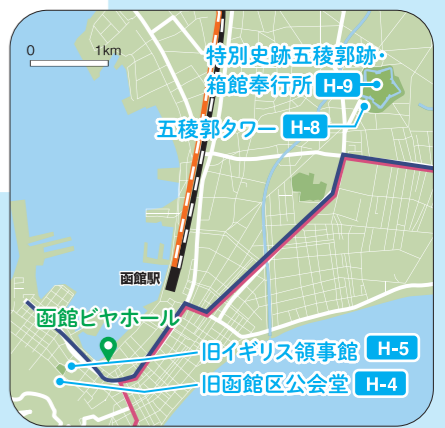 0 1km
特別史跡五稜郭跡・
箱館奉行所 H-9
五稜郭タワー H-8
函館駅
函館ビヤホール
旧イギリス領事館 H-5
旧函館区公会堂 H-4